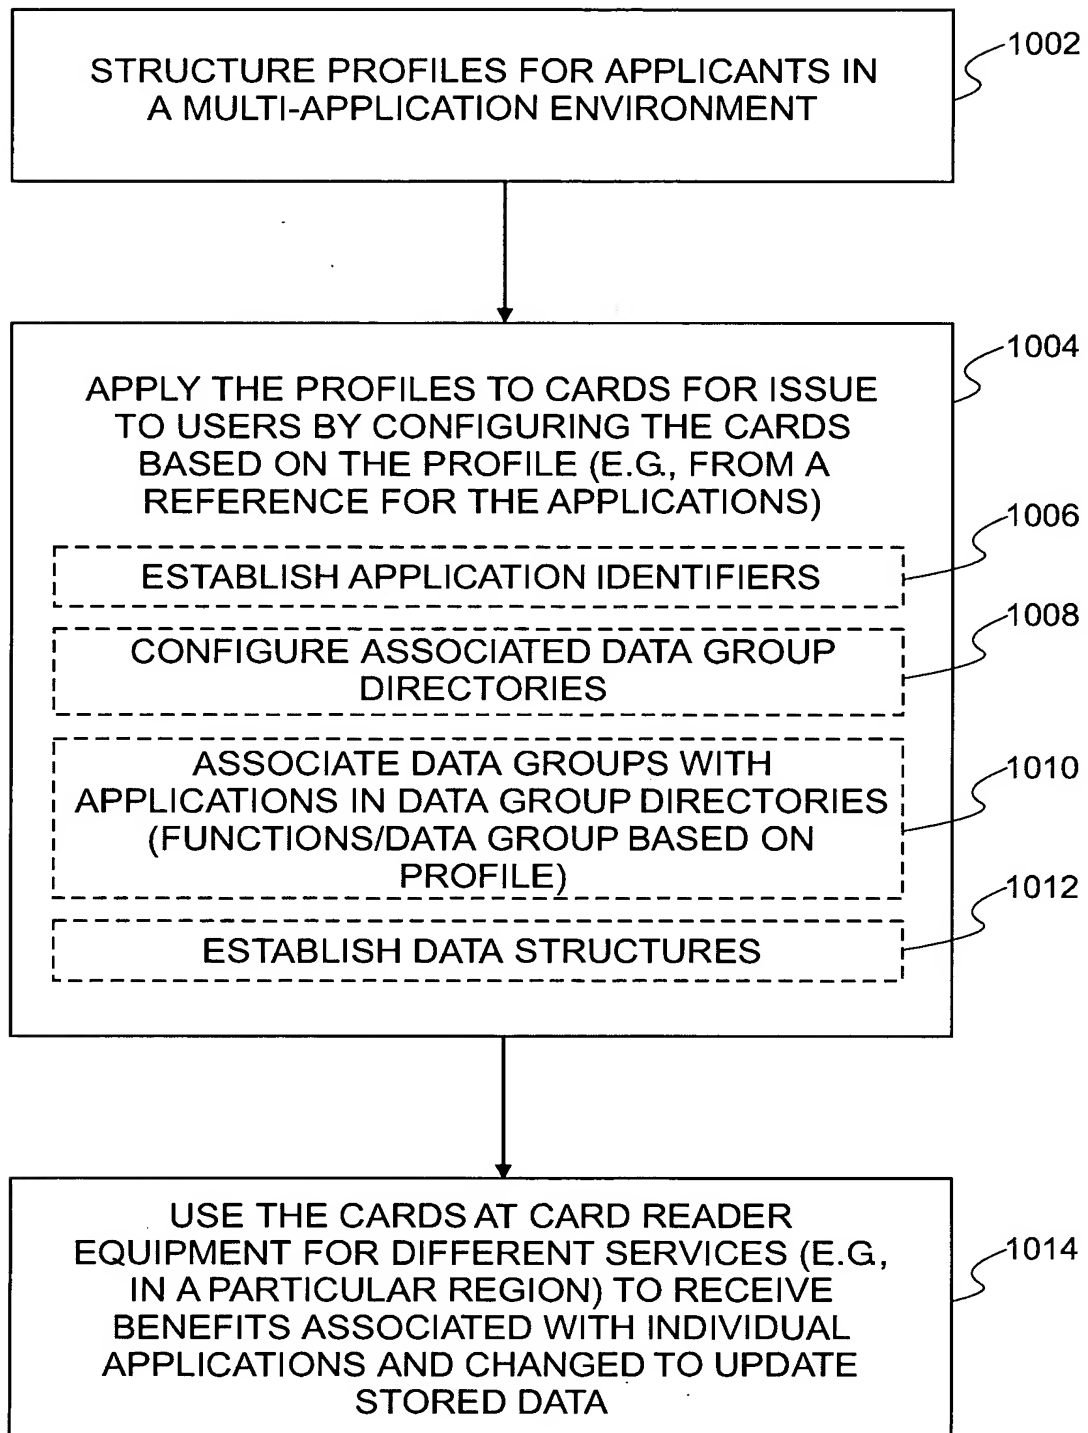 STRUCTURE PROFILES FOR APPLICANTS IN
A MULTI-APPLICATION ENVIRONMENT
1002
APPLY THE PROFILES TO CARDS FOR ISSUE
TO USERS BY CONFIGURING THE CARDS
BASED ON THE PROFILE (E.G., FROM A
REFERENCE FOR THE APPLICATIONS)
1004
ESTABLISH APPLICATION IDENTIFIERS
1006
CONFIGURE ASSOCIATED DATA GROUP
DIRECTORIES
1008
ASSOCIATE DATA GROUPS WITH
APPLICATIONS IN DATA GROUP DIRECTORIES
(FUNCTIONS/DATA GROUP BASED ON
PROFILE)
1010
ESTABLISH DATA STRUCTURES
1012
USE THE CARDS AT CARD READER
EQUIPMENT FOR DIFFERENT SERVICES (E.G.,
IN A PARTICULAR REGION) TO RECEIVE
BENEFITS ASSOCIATED WITH INDIVIDUAL
APPLICATIONS AND CHANGED TO UPDATE
STORED DATA
1014